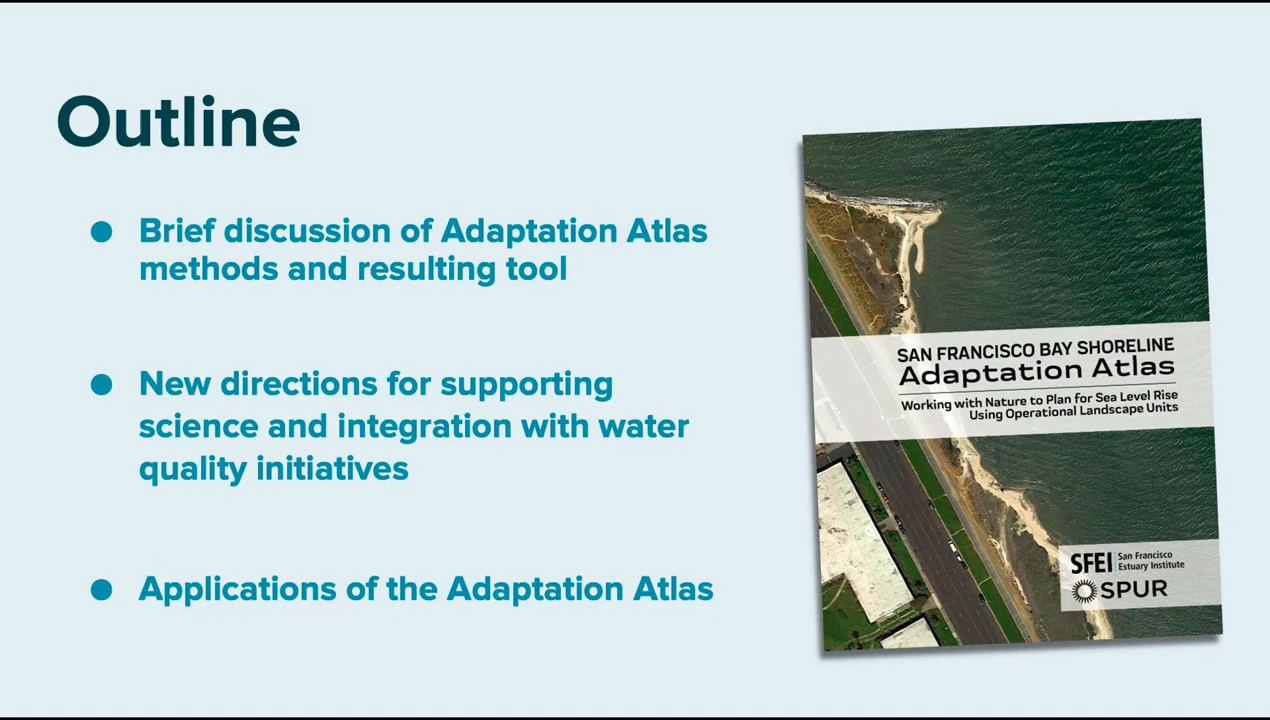 Outline
Brief discussion of Adaptation Atlas
methods and resulting tool
New directions for supporting
science and integration with water
quality initiatives
Applications of the Adaptation Atlas
SAN FRANCISCO BAY SHORELINE
Adaptation Atlas
Working with Nature to Plan for Sea Level Rise
Using Operational Landscape Units
SFEI
San Francisco
Estuary Institute
SPUR